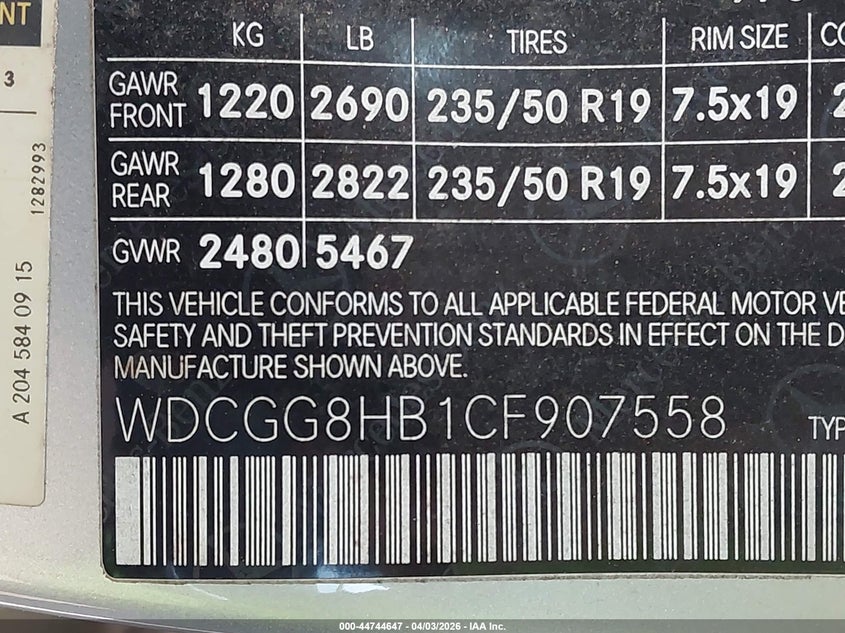 NT
3
1282993
A 204 584 09 15
KG LB TIRES RIM SIZE
GAWR FRONT 1220 2690 235/50 R19 7.5x19
GAWR REAR 1280 2822 235/50 R19 7.5x19
GVWR 2480 5467
THIS VEHICLE CONFORMS TO ALL APPLICABLE FEDERAL MOTOR VE
SAFETY AND THEFT PREVENTION STANDARDS IN EFFECT ON THE D
MANUFACTURE SHOWN ABOVE.
WDCGG8HB1CF907558
TYP
000-44744647 - 04/03/2026 - IAA Inc.